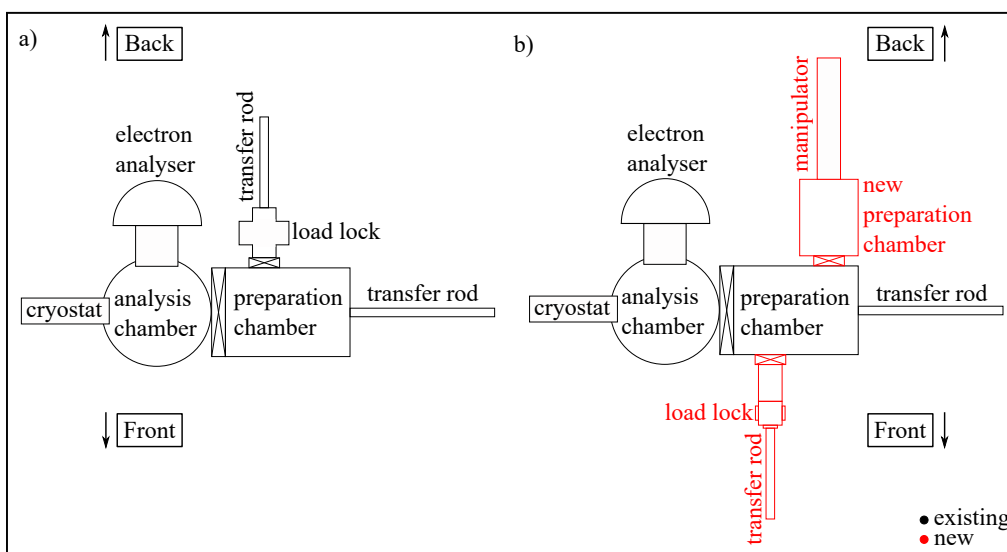 a)
Back
electron
analyser
transfer rod
load lock
cryostat
analysis
chamber
preparation
chamber
transfer rod
Front
b)
Back
manipulator
electron
analyser
new
preparation
chamber
cryostat
analysis
chamber
preparation
chamber
transfer rod
load lock
transfer rod
Front
existing
new